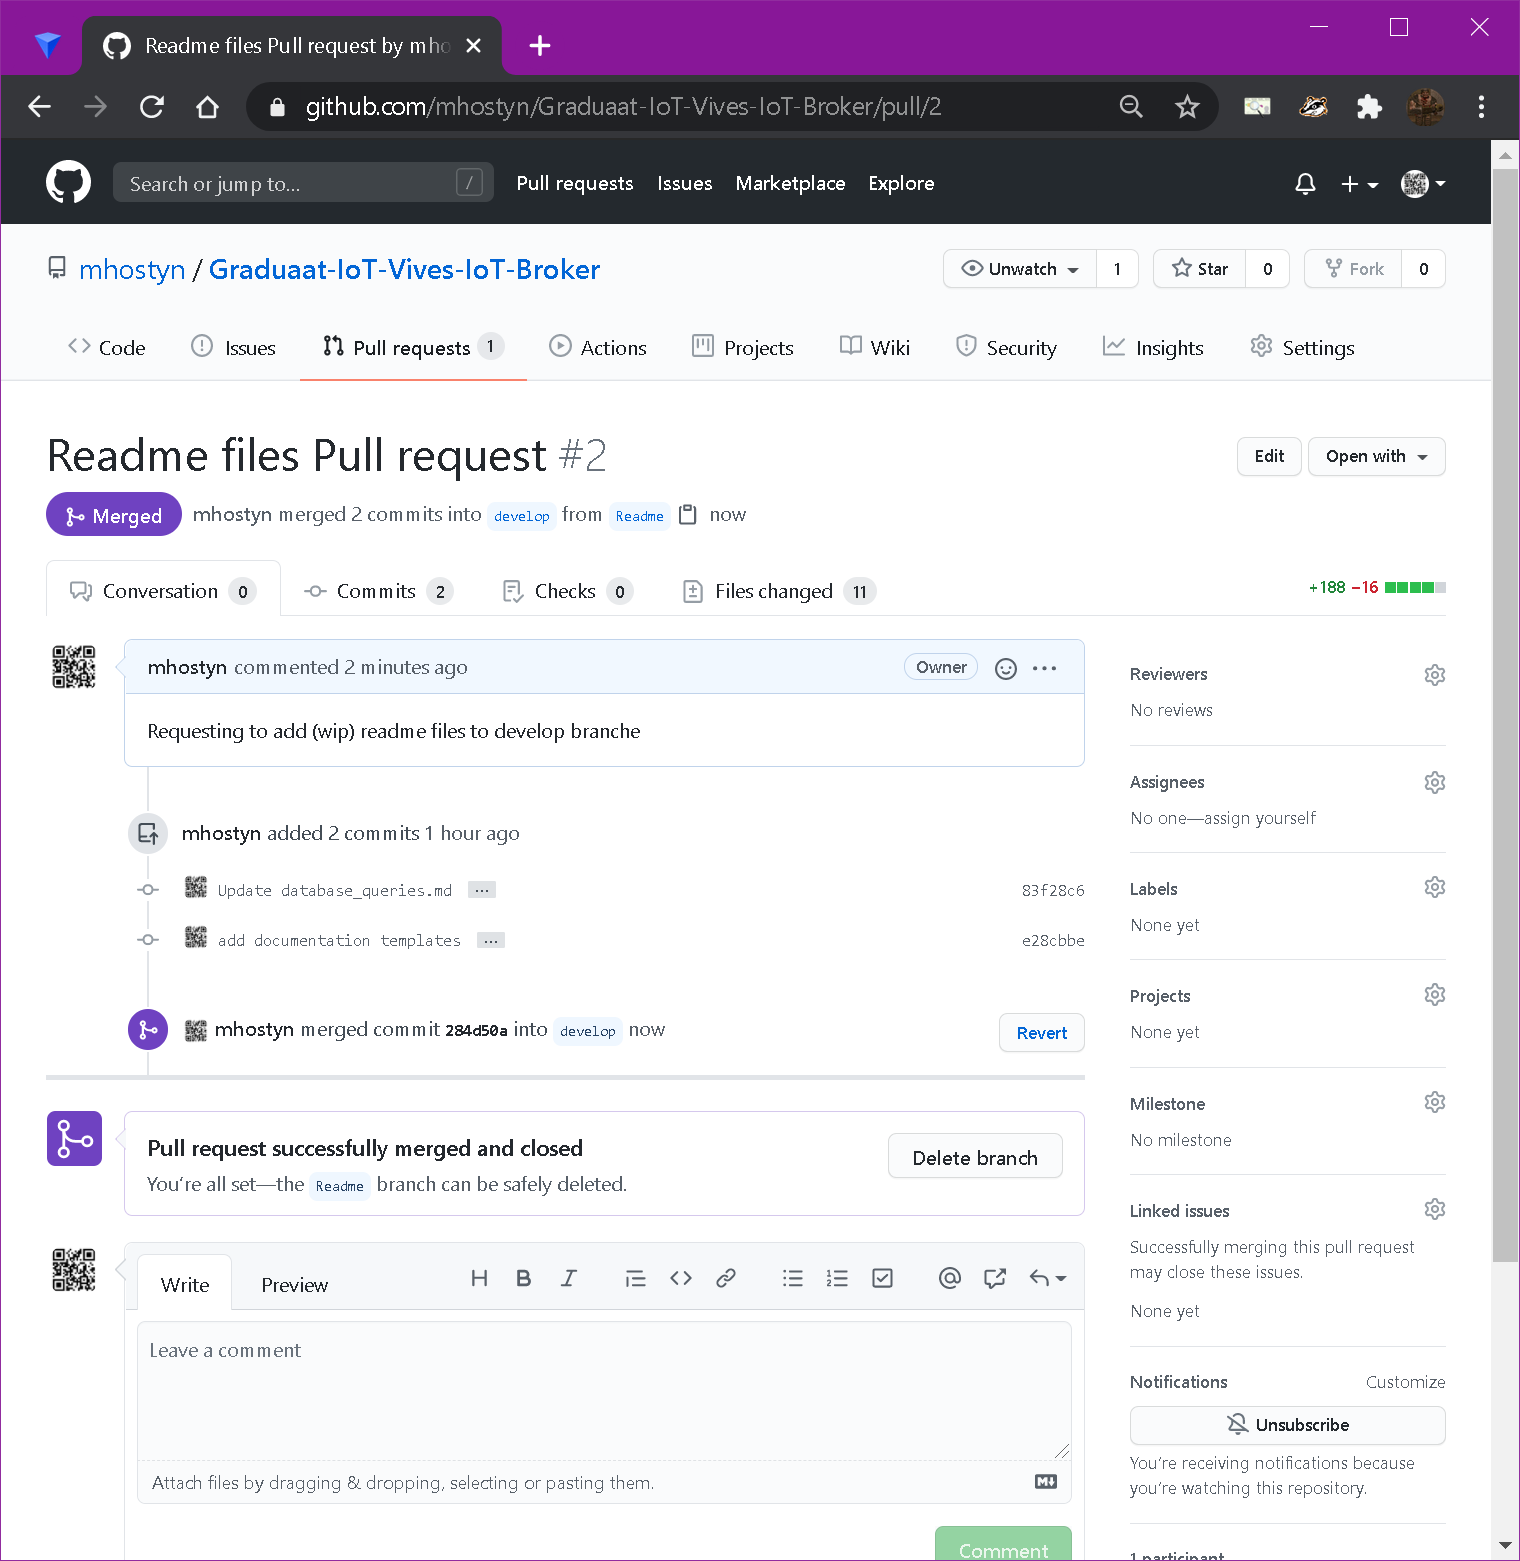 Readme files Pull request by mho
github.com/mhostyn/Graduaat-IoT-Vives-IoT-Broker/pull/2
Search or jump to... /
Pull requests Issues Marketplace Explore
mhostyn / Graduaat-IoT-Vives-IoT-Broker
Unwatch 1 Star 0 Fork 0
Code Issues Pull requests 1 Actions Projects Wiki Security Insights Settings
Readme files Pull request #2
Edit Open with
Merged mhostyn merged 2 commits into develop from Readme now
Conversation 0 Commits 2 Checks 0 Files changed 11
+188 −16
mhostyn commented 2 minutes ago Owner
Requesting to add (wip) readme files to develop branche
mhostyn added 2 commits 1 hour ago
Update database_queries.md ... 83f28c6
add documentation templates ... e28cbbe
mhostyn merged commit 284d50a into develop now
Revert
Pull request successfully merged and closed
You’re all set—the Readme branch can be safely deleted.
Delete branch
Write Preview
Leave a comment
Attach files by dragging & dropping, selecting or pasting them.
Comment
Reviewers
No reviews
Assignees
No one—assign yourself
Labels
None yet
Projects
None yet
Milestone
No milestone
Linked issues
Successfully merging this pull request
may close these issues.
None yet
Notifications Customize
Unsubscribe
You’re receiving notifications because
you’re watching this repository.
1 participant